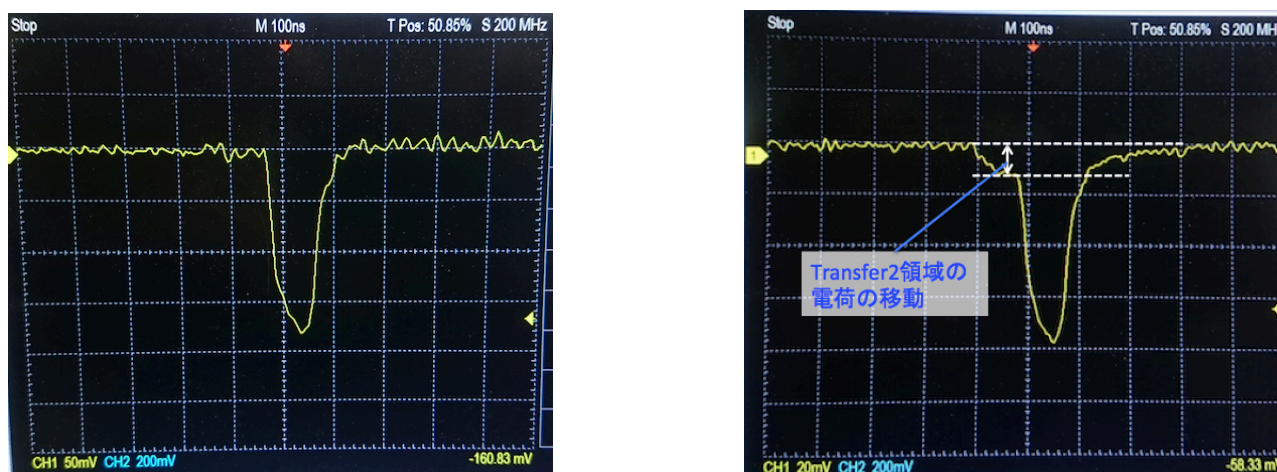 Stop M 100ns T Pos: 50.85% S 200 MHz
CH1 50mV CH2 200mV -160.83 mV
Stop M 100ns T Pos: 50.85% S 200 MH
1
Transfer2領域の
電荷の移動
CH1 20mV CH2 200mV -58.33 m